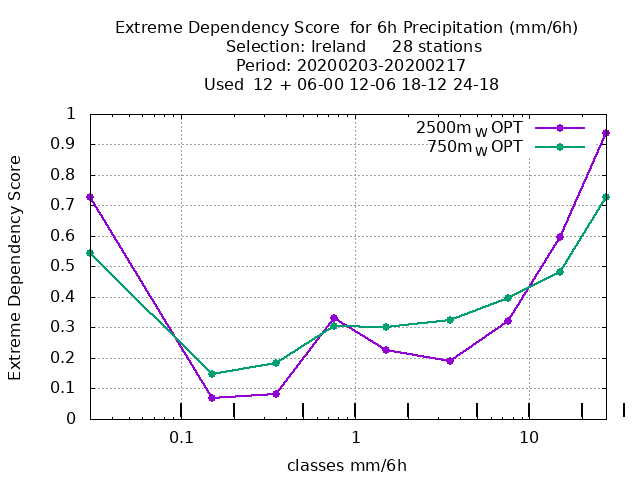 Extreme Dependency Score  for 6h Precipitation (mm/6h)
Selection: Ireland     28 stations
Period: 20200203-20200217
Used  12 + 06-00 12-06 18-12 24-18
2500m W OPT
750m W OPT
1
0.9
0.8
0.7
0.6
0.5
0.4
0.3
0.2
0.1
0
Extreme Dependency Score
0.1
1
10
classes mm/6h